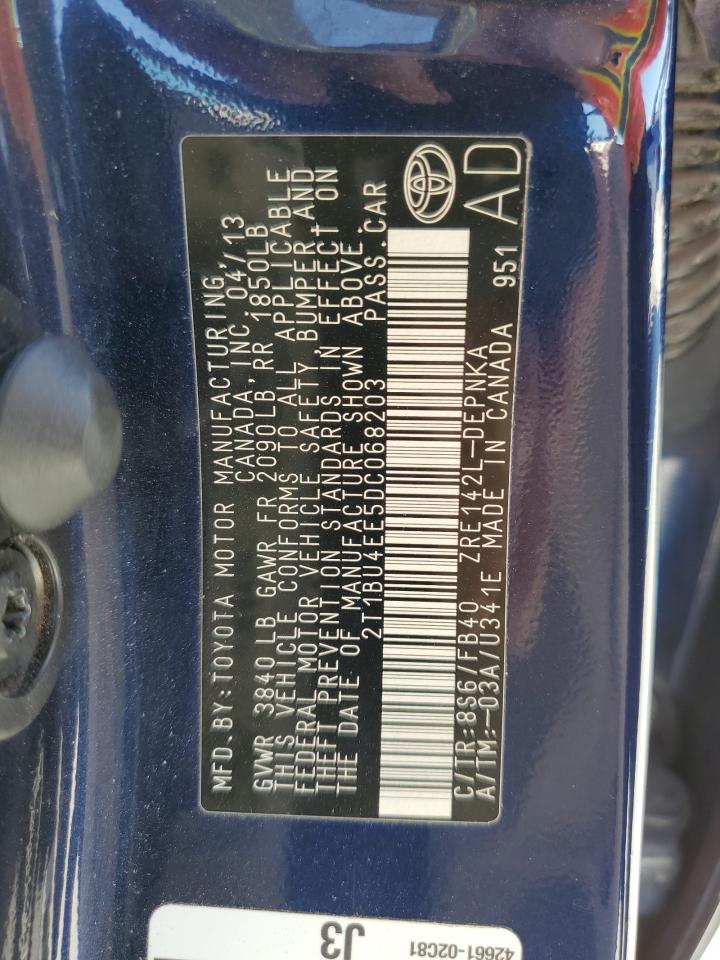 MFD.BY:TOYOTA MOTOR MANUFACTURING,
CANADA, INC. 04/13
GVWR 3840LB GAWR FR 2090LB, RR 1850LB
THIS VEHICLE CONFORMS TO ALL APPLICABLE
FEDERAL MOTOR VEHICLE SAFETY BUMPER, AND
THEFT PREVENTION STANDARDS IN EFFECT ON
THE DATE OF MANUFACTURE SHOWN ABOVE.
2T1BU4EE5DC068203 PASS.CAR
C/TR:8S6/FB40 ZRE142L-DEPNKA
A/TM:-03A/U341E MADE IN CANADA 951
AD
J3
42661-02C81